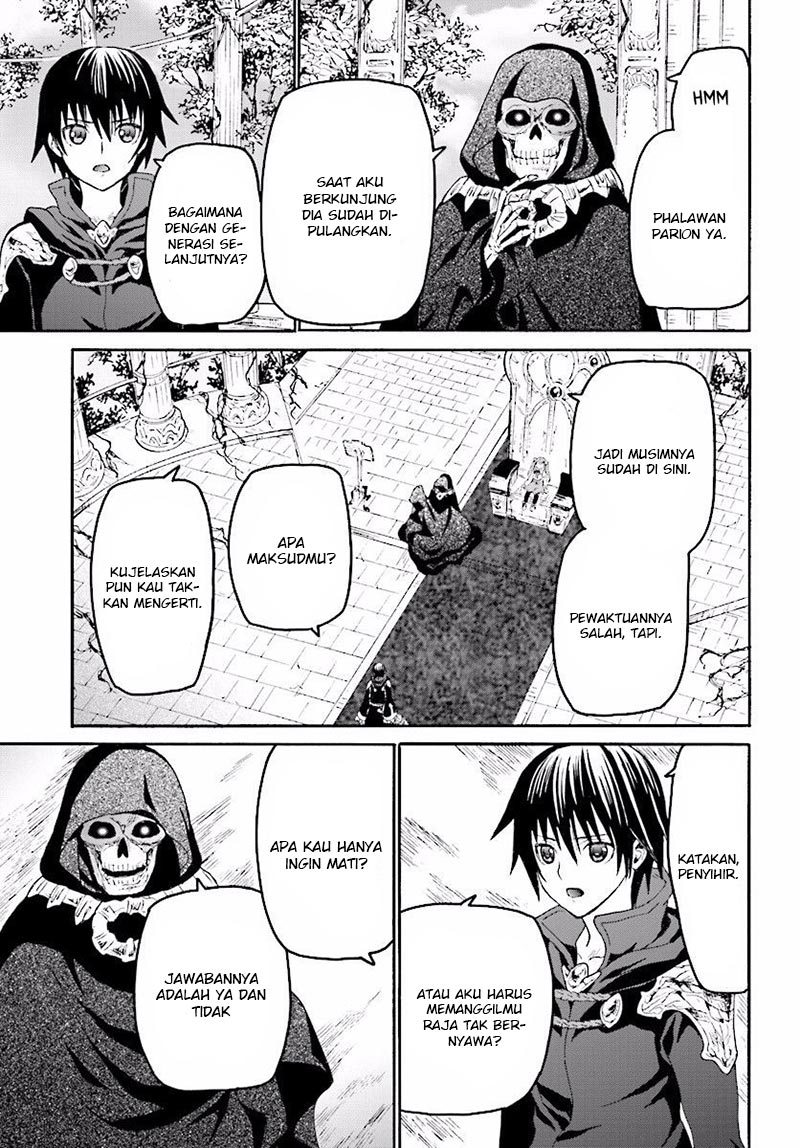 HMM
PHALAWAN
PARION YA.
SAAT AKU
BERKUNJUNG
DIA SUDAH DI-
PULANGKAN.
BAGAIMANA
DENGAN GE-
NERASI SE-
LANJUTNYA?
JADI MUSIMNYA
SUDAH DI SINI.
PEWAKTUANNYA
SALAH, TAPI.
APA
MAKSUDMU?
KUJELASKAN
PUN KAU TAK-
KAN MENGERTI.
KATAKAN,
PENYIHIR.
ATAU AKU HARUS
MEMANGGILMU
RAJA TAK BER-
NYAWA?
APA KAU HANYA
INGIN MATI?
JAWABANNYA
ADALAH YA DAN
TIDAK